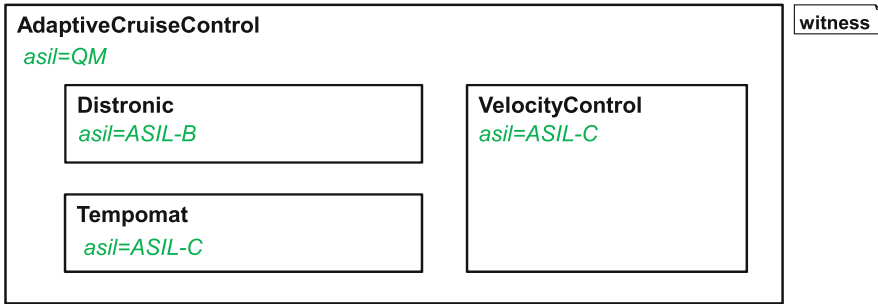 AdaptiveCruiseControl
asil=QM
witness
Distronic
asil=ASIL-B
VelocityControl
asil=ASIL-C
Tempomat
asil=ASIL-C